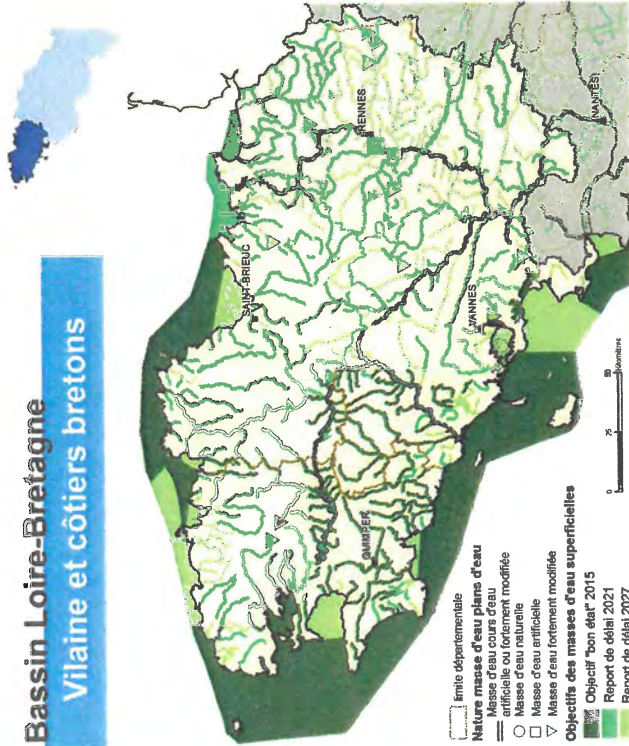 Bassin Loire-Bretagne
Vilaine et côtiers bretons
SAINT-BRIEUC
RENNES
QUIMPER
VANNES
NANTES
0 25 50
Kilomètres
limite départementale
Nature masse d'eau plans d'eau
Masse d'eau cours d'eau
artificielle ou fortement modifiée
Masse d'eau naturelle
Masse d'eau artificielle
Masse d'eau fortement modifiée
Objectifs des masses d'eau superficielles
Objectif "bon état" 2015
Report de délai 2021
Report de délai 2027